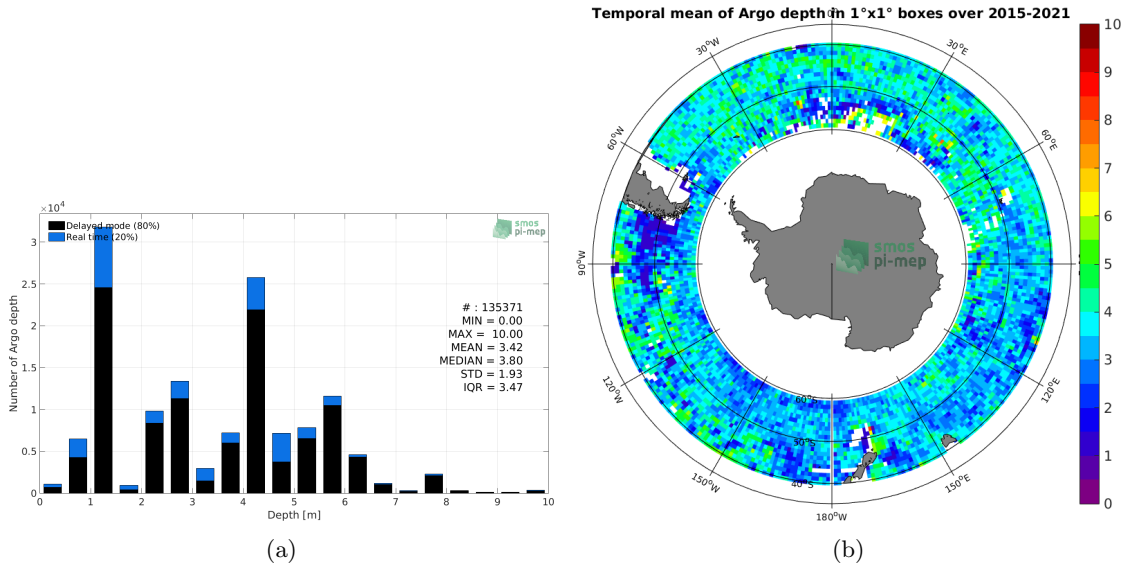 Temporal mean of Argo depth in 1°x1° boxes over 2015-2021
×10⁴
Delayed mode (80%)
Real time (20%)
smos
pi-mep
# : 135371
MIN = 0.00
MAX = 10.00
MEAN = 3.42
MEDIAN = 3.80
STD = 1.93
IQR = 3.47
3
2.5
2
1.5
1
0.5
0
Number of Argo depth
0 1 2 3 4 5 6 7 8 9 10
Depth [m]
(a)
0°
30°W
30°E
60°W
60°E
90°W
120°W
120°E
150°W
150°E
180°W
60°S
50°S
40°S
smos
pi-mep
10
9
8
7
6
5
4
3
2
1
0
(b)